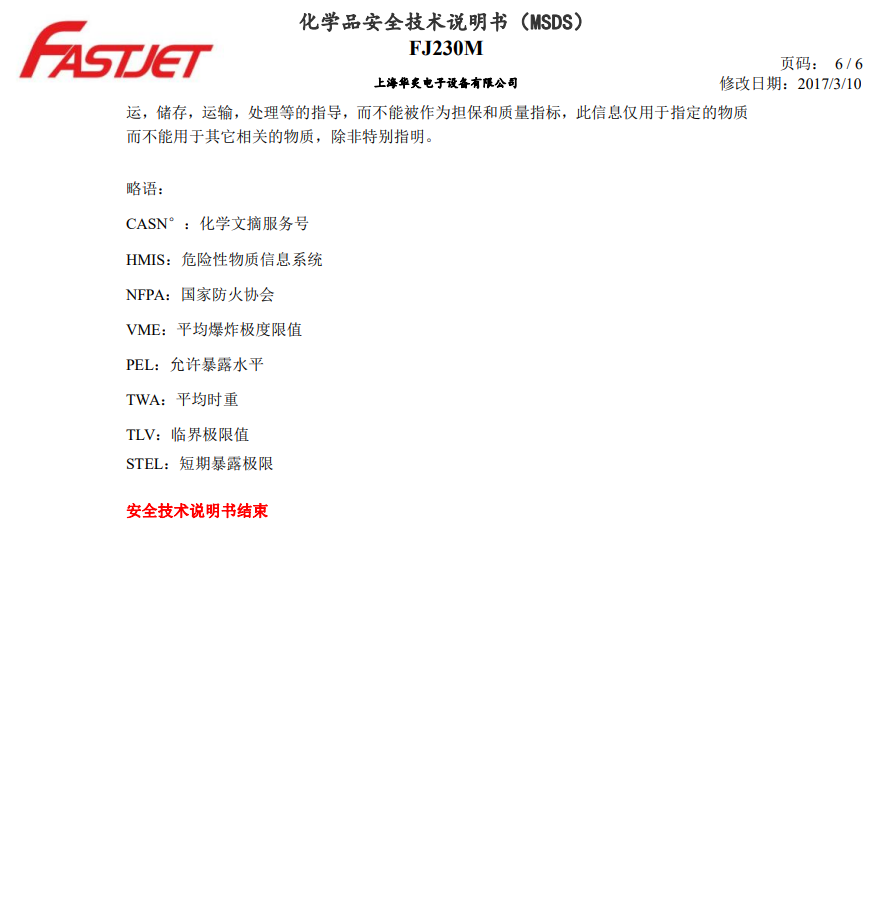 FASTJET
化学品安全技术说明书（MSDS）
FJ230M
上海华炎电子设备有限公司
页码： 6 / 6
修改日期：2017/3/10
运，储存，运输，处理等的指导，而不能被作为担保和质量指标，此信息仅用于指定的物质
而不能用于其它相关的物质，除非特别指明。
略语：
CASN°：化学文摘服务号
HMIS：危险性物质信息系统
NFPA：国家防火协会
VME：平均爆炸极度限值
PEL：允许暴露水平
TWA：平均时重
TLV：临界极限值
STEL：短期暴露极限
安全技术说明书结束